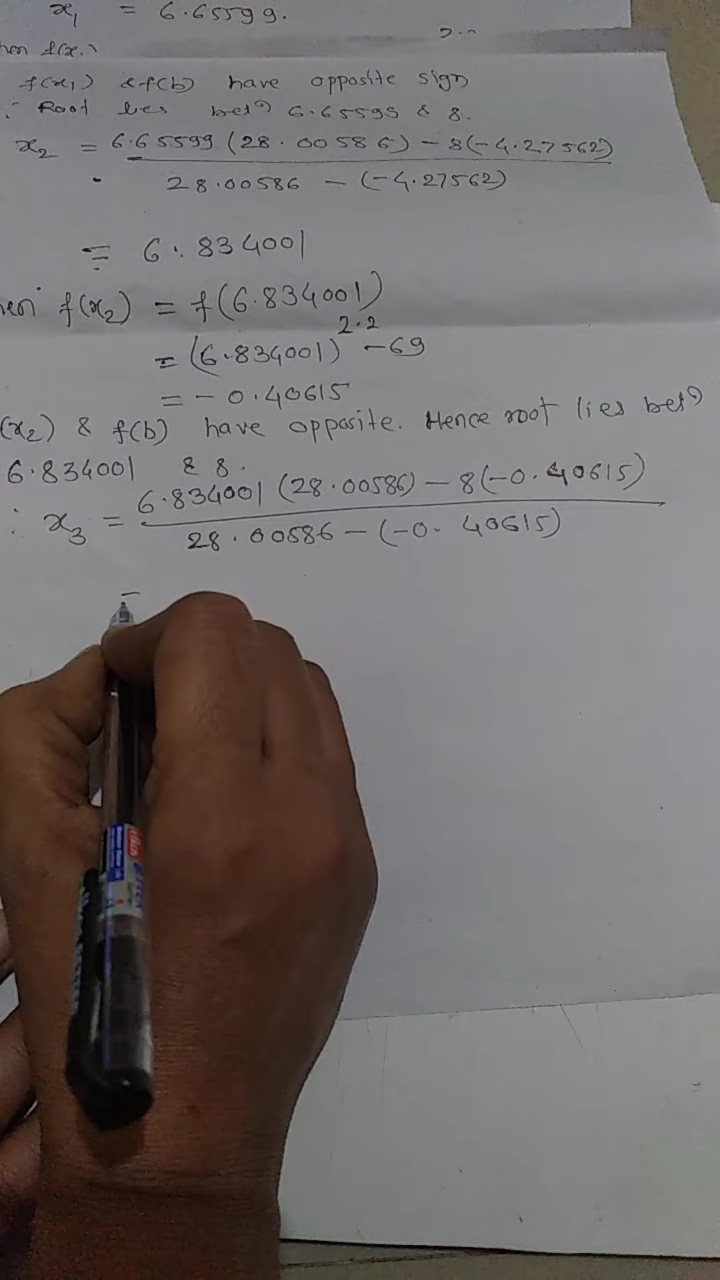 x₁ = 6.65599.
f(x₁) & f(b) have opposite sign
∴ Root lies betⁿ 6.65599 & 8.
x₂ = 6.65599 (28.00586) - 8(-4.27562)
28.00586 - (-4.27562)
= 6.834001
f(x₂) = f(6.834001)
= (6.834001)^2.2 - 69
= -0.40615
(x₂) & f(b) have opposite. Hence root lies betⁿ
6.834001 & 8.
∴ x₃ = 6.834001 (28.00586) - 8(-0.40615)
28.00586 - (-0.40615)